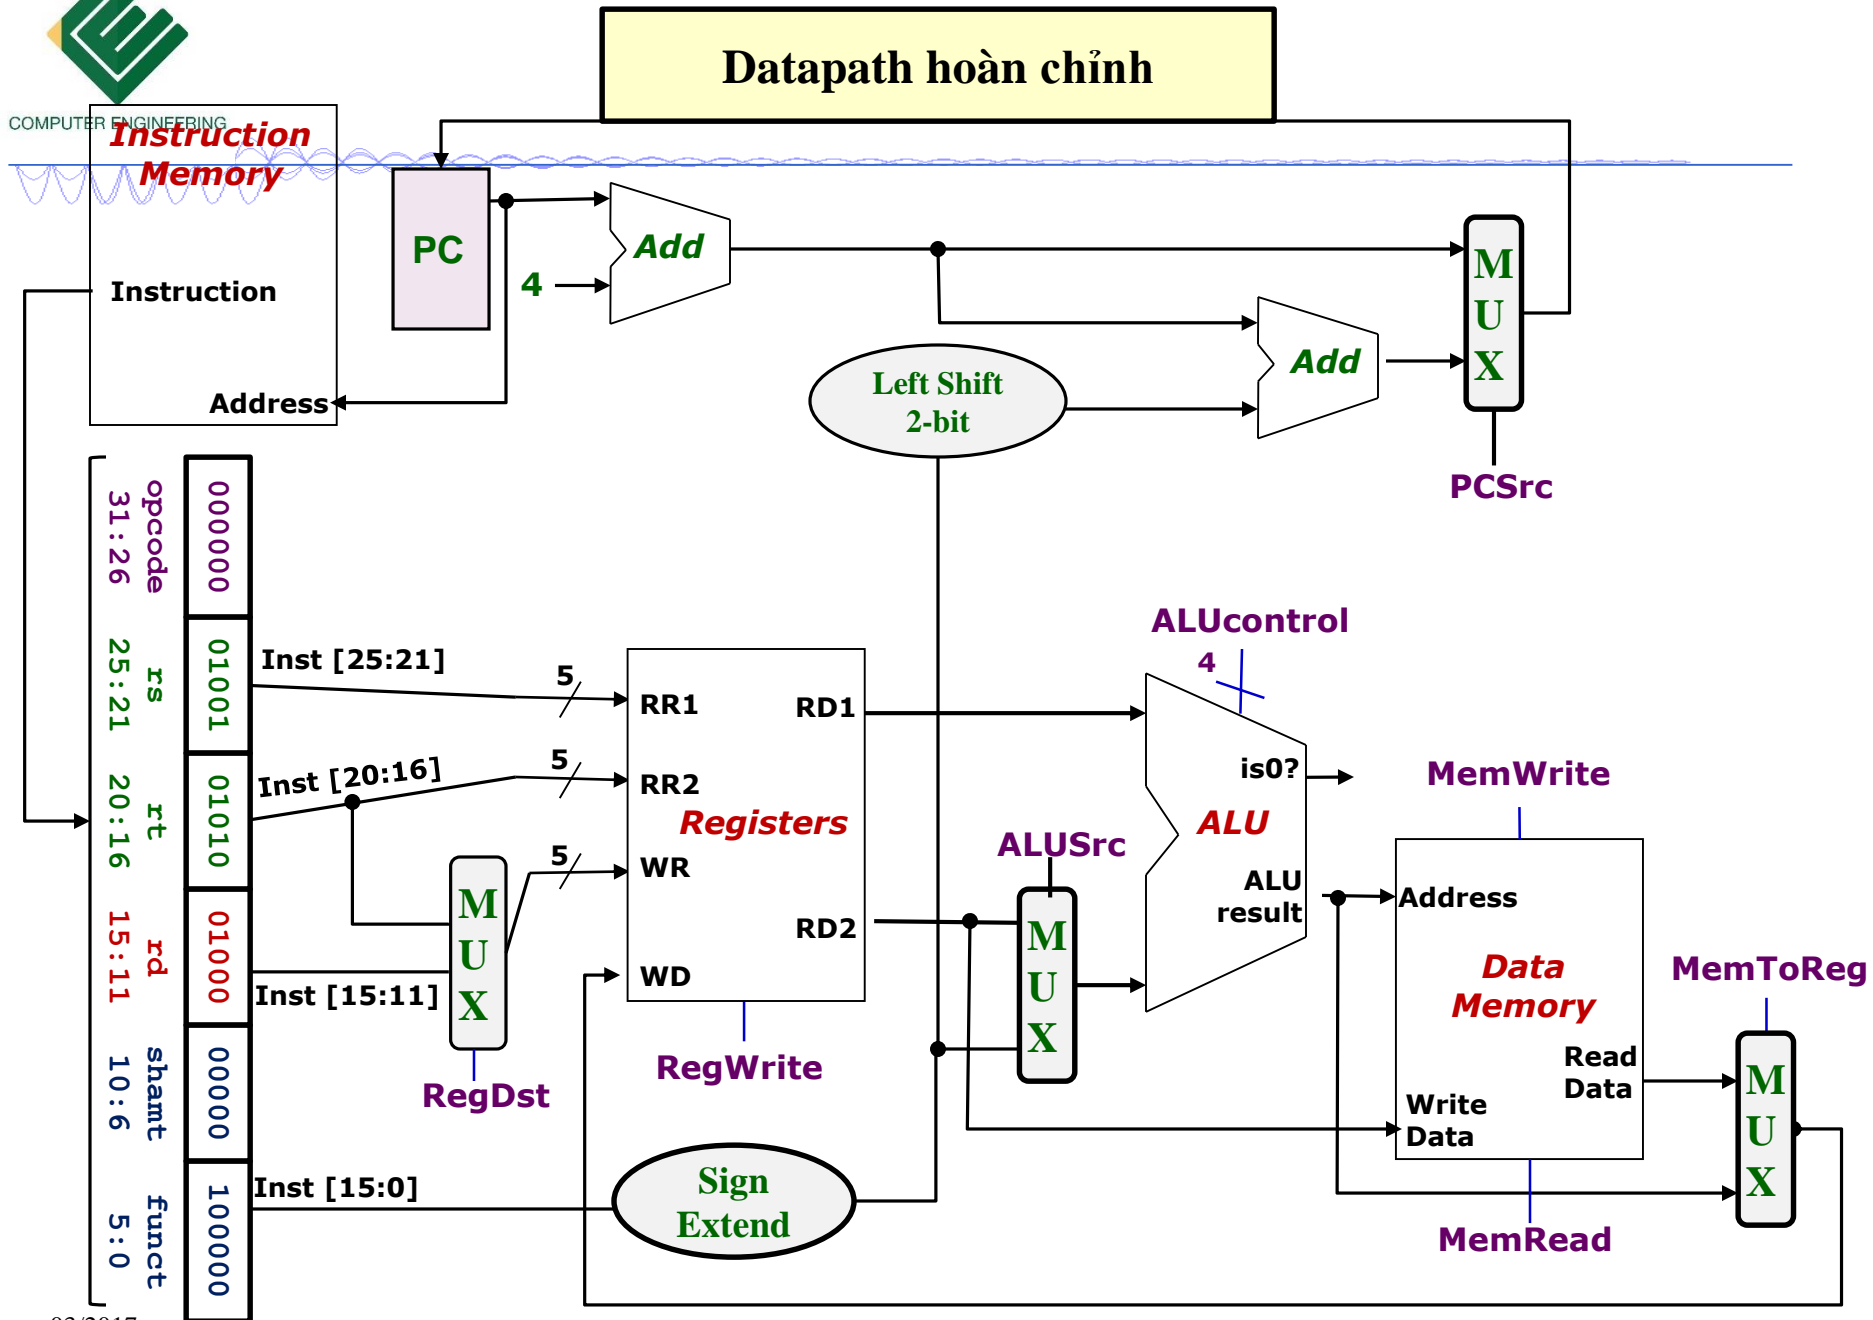 Datapath hoàn chỉnh
COMPUTER ENGINEERING
Instruction
Memory
PC
Add
4
Instruction
Address
M
U
X
Add
Left Shift
2-bit
PCSrc
opcode
31:26
000000
rs
25:21
01001
rt
20:16
01010
rd
15:11
01000
shamt
10:6
00000
funct
5:0
100000
Inst [25:21]
5
Inst [20:16]
5
5
Inst [15:11]
Inst [15:0]
M
U
X
RegDst
RR1
RD1
RR2
Registers
WR
RD2
WD
RegWrite
Sign
Extend
ALUSrc
M
U
X
ALUcontrol
4
is0?
ALU
ALU
result
MemWrite
Address
Data
Memory
Read
Data
Write
Data
MemRead
MemToReg
M
U
X